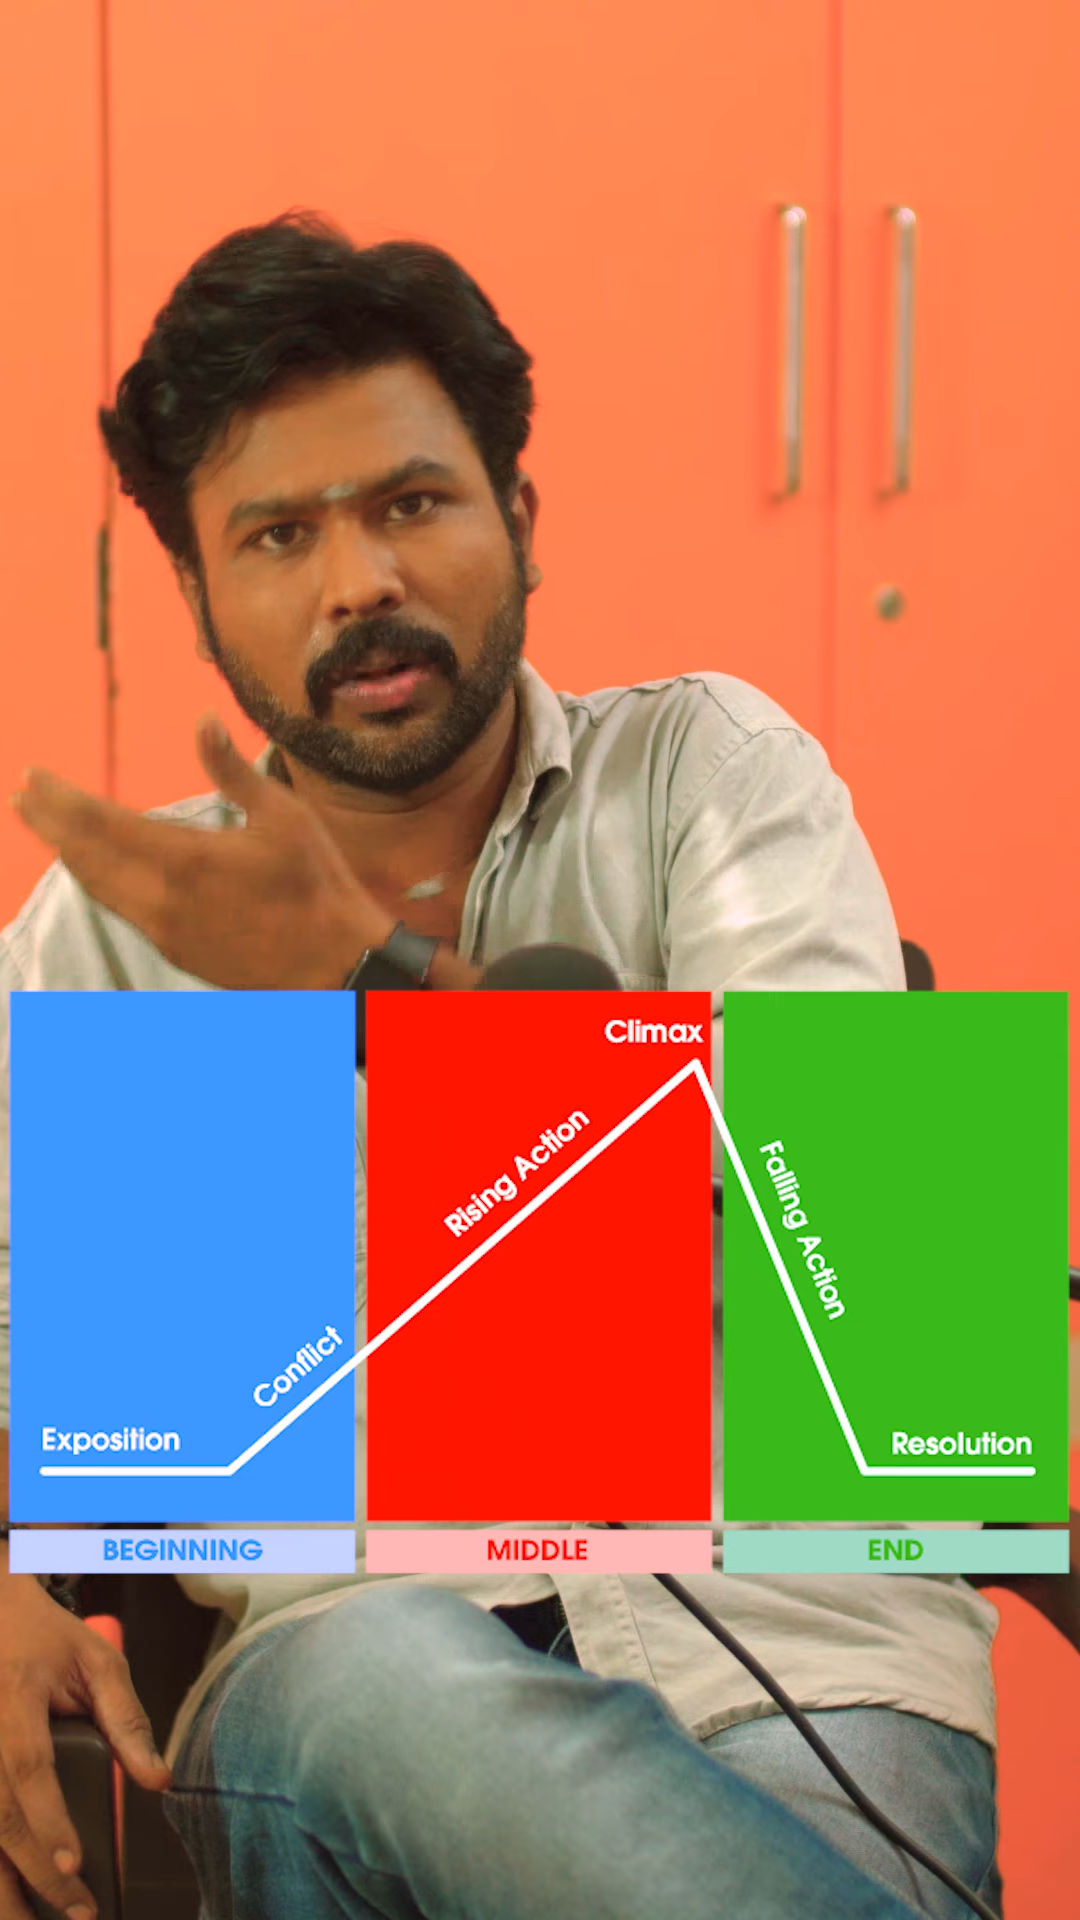 Climax
Rising Action
Falling Action
Conflict
Exposition
Resolution
BEGINNING
MIDDLE
END